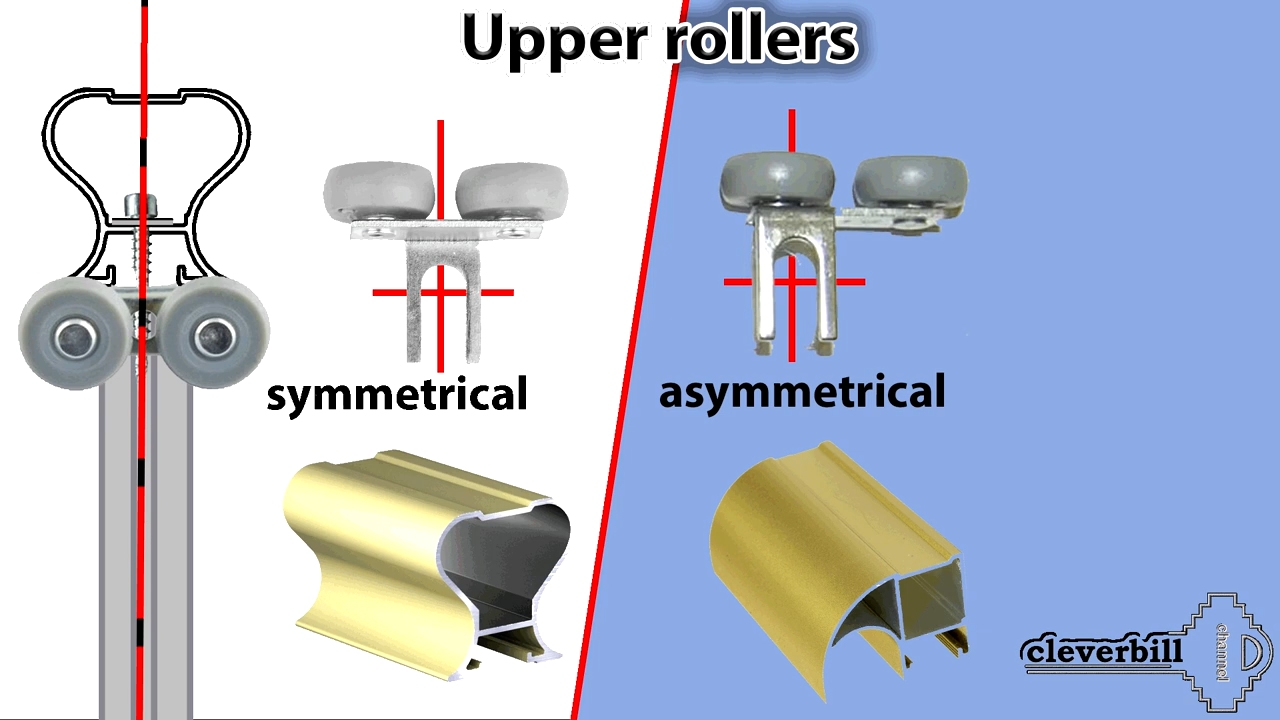 Upper rollers
symmetrical
asymmetrical
cleverbill
channel